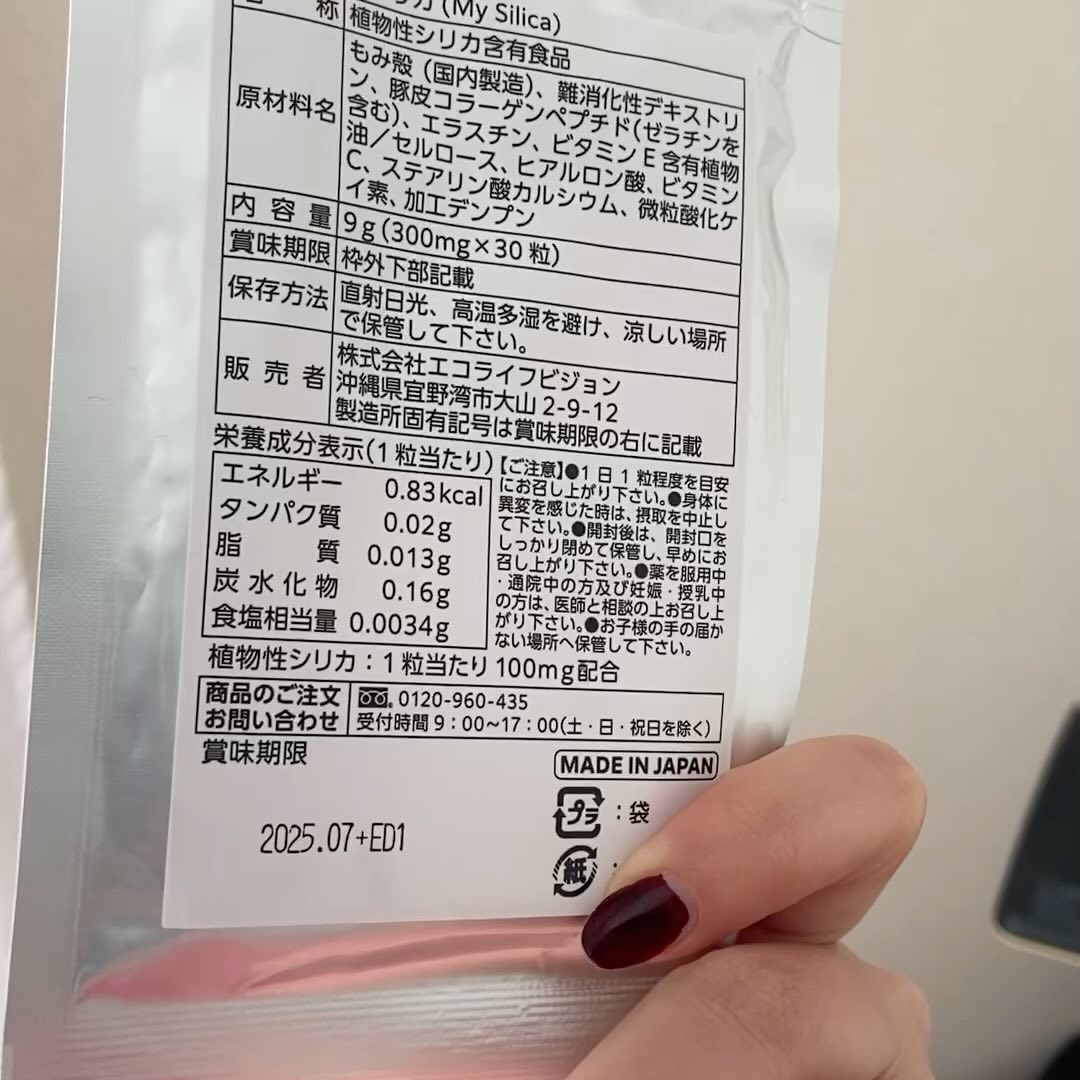 称 カ (My Silica)
植物性シリカ含有食品
原材料名
もみ殻（国内製造）、難消化性デキストリ
ン、豚皮コラーゲンペプチド（ゼラチンを
含む）、エラスチン、ビタミンE含有植物
油／セルロース、ヒアルロン酸、ビタミン
C、ステアリン酸カルシウム、微粒酸化ケ
イ素、加工デンプン
内容量 9g（300mg×30粒）
賞味期限 枠外下部記載
保存方法
直射日光、高温多湿を避け、涼しい場所
で保管して下さい。
販売者
株式会社エコライフビジョン
沖縄県宜野湾市大山2-9-12
製造所固有記号は賞味期限の右に記載
栄養成分表示（1粒当たり）
エネルギー 0.83kcal
タンパク質 0.02g
脂質 0.013g
炭水化物 0.16g
食塩相当量 0.0034g
【ご注意】●1日1粒程度を目安
にお召し上がり下さい。●身体に
異変を感じた時は、摂取を中止し
て下さい。●開封後は、開封口を
しっかり閉めて保管し、早めにお
召し上がり下さい。●薬を服用中
・通院中の方及び妊娠・授乳中
の方は、医師と相談の上お召し上
がり下さい。●お子様の手の届か
ない場所へ保管して下さい。
植物性シリカ：1粒当たり100mg配合
商品のご注文
お問い合わせ
0120-960-435
受付時間 9：00～17：00(土・日・祝日を除く)
賞味期限
2025.07+ED1
MADE IN JAPAN
プラ：袋
紙：